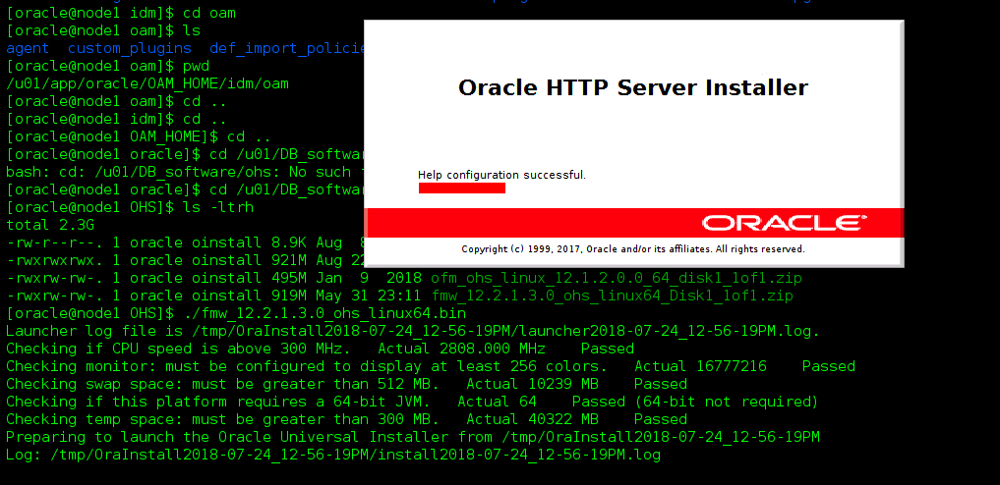 [oracle@node1 idm]$ cd oam
[oracle@node1 oam]$ ls
agent  custom_plugins  def_import_policie
[oracle@node1 oam]$ pwd
/u01/app/oracle/OAM_HOME/idm/oam
[oracle@node1 oam]$ cd ..
[oracle@node1 idm]$ cd ..
[oracle@node1 OAM_HOME]$ cd ..
[oracle@node1 oracle]$ cd /u01/DB_softwar
bash: cd: /u01/DB_software/ohs: No such
[oracle@node1 oracle]$ cd /u01/DB_softwar
[oracle@node1 OHS]$ ls -ltrh
total 2.3G
-rw-r--r--. 1 oracle oinstall 8.9K Aug  8
-rwxrwxrwx. 1 oracle oinstall 921M Aug 22
-rwxrw-rw-. 1 oracle oinstall 495M Jan  9  2018 ofm_ohs_linux_12.1.2.0.0_64_disk1_1of1.zip
-rwxrw-rw-. 1 oracle oinstall 919M May 31 23:11 fmw_12.2.1.3.0_ohs_linux64_Disk1_1of1.zip
[oracle@node1 OHS]$ ./fmw_12.2.1.3.0_ohs_linux64.bin
Launcher log file is /tmp/OraInstall2018-07-24_12-56-19PM/launcher2018-07-24_12-56-19PM.log.
Checking if CPU speed is above 300 MHz.   Actual 2808.000 MHz    Passed
Checking monitor: must be configured to display at least 256 colors.   Actual 16777216    Passed
Checking swap space: must be greater than 512 MB.   Actual 10239 MB    Passed
Checking if this platform requires a 64-bit JVM.   Actual 64    Passed (64-bit not required)
Checking temp space: must be greater than 300 MB.   Actual 40322 MB    Passed
Preparing to launch the Oracle Universal Installer from /tmp/OraInstall2018-07-24_12-56-19PM
Log: /tmp/OraInstall2018-07-24_12-56-19PM/install2018-07-24_12-56-19PM.log
Oracle HTTP Server Installer
Help configuration successful.
ORACLE®
Copyright (c) 1999, 2017, Oracle and/or its affiliates. All rights reserved.